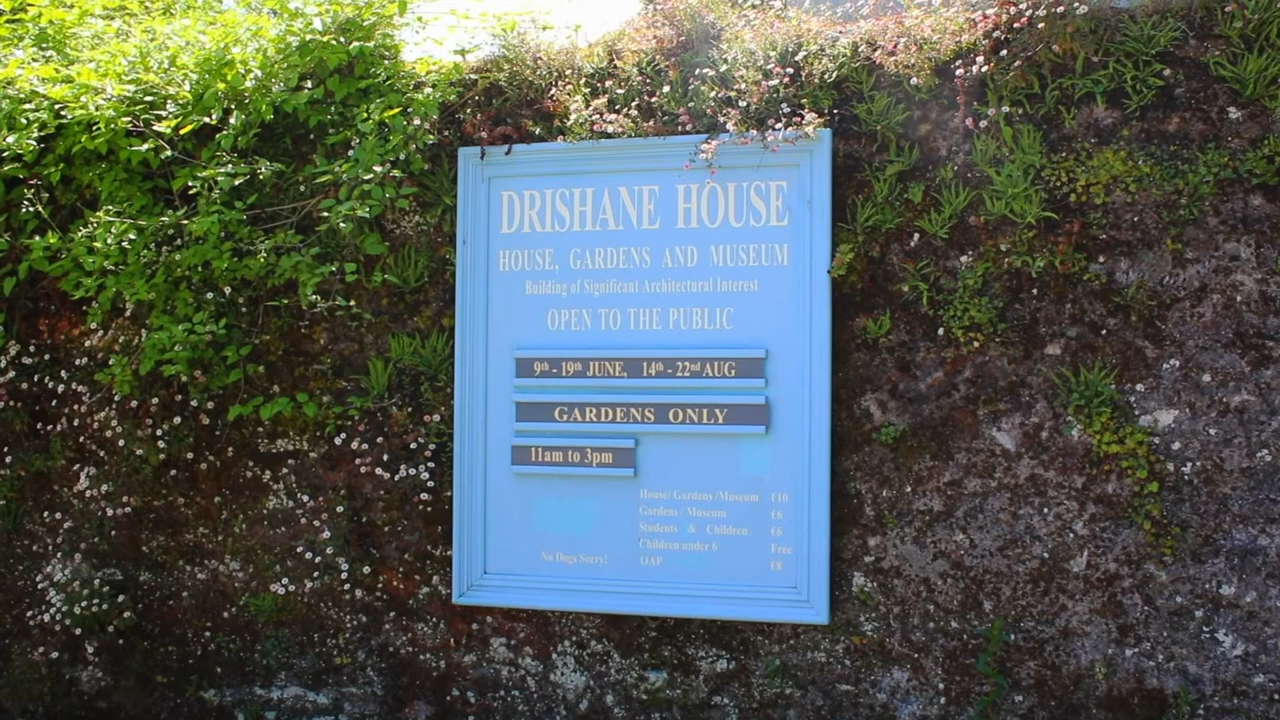 DRISHANE HOUSE
HOUSE, GARDENS AND MUSEUM
Building of Significant Architectural Interest
OPEN TO THE PUBLIC
9th - 19th JUNE, 14th - 22nd AUG
GARDENS ONLY
11am to 3pm
House/ Gardens /Museum €10
Gardens / Museum €6
Students & Children €6
Children under 6 Free
No Dogs Sorry! OAP €8